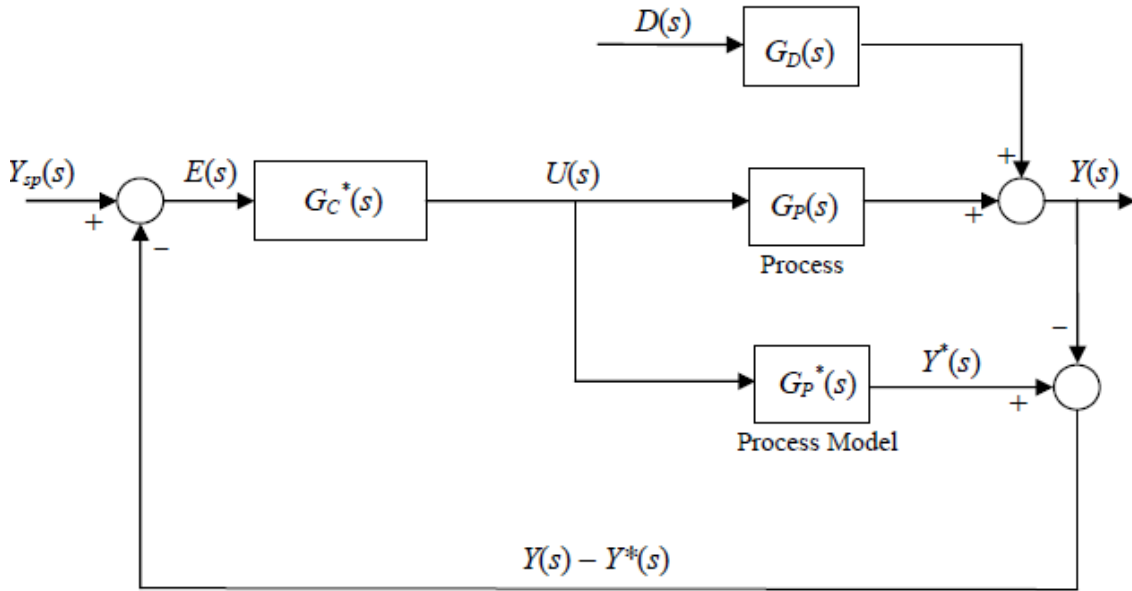 D(s)
G_D(s)
+
Y_sp(s)
E(s)
U(s)
Y(s)
+
G_C^*(s)
G_P(s)
+
−
Process
−
Y^*(s)
G_P^*(s)
+
Process Model
Y(s) − Y*(s)